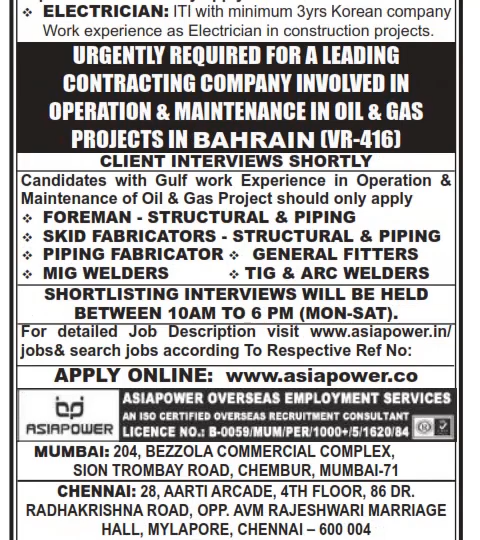 ❖ ELECTRICIAN: ITI with minimum 3yrs Korean company
Work experience as Electrician in construction projects.
URGENTLY REQUIRED FOR A LEADING
CONTRACTING COMPANY INVOLVED IN
OPERATION & MAINTENANCE IN OIL & GAS
PROJECTS IN BAHRAIN (VR-416)
CLIENT INTERVIEWS SHORTLY
Candidates with Gulf work Experience in Operation &
Maintenance of Oil & Gas Project should only apply
❖ FOREMAN - STRUCTURAL & PIPING
❖ SKID FABRICATORS - STRUCTURAL & PIPING
❖ PIPING FABRICATOR ❖ GENERAL FITTERS
❖ MIG WELDERS ❖ TIG & ARC WELDERS
SHORTLISTING INTERVIEWS WILL BE HELD
BETWEEN 10AM TO 6 PM (MON-SAT).
For detailed Job Description visit www.asiapower.in/
jobs& search jobs according To Respective Ref No:
APPLY ONLINE: www.asiapower.co
ASIAPOWER
ASIAPOWER OVERSEAS EMPLOYMENT SERVICES
AN ISO CERTIFIED OVERSEAS RECRUITMENT CONSULTANT
LICENCE NO.: B-0059/MUM/PER/1000+/5/1620/84
MUMBAI: 204, BEZZOLA COMMERCIAL COMPLEX,
SION TROMBAY ROAD, CHEMBUR, MUMBAI-71
CHENNAI: 28, AARTI ARCADE, 4TH FLOOR, 86 DR.
RADHAKRISHNA ROAD, OPP. AVM RAJESHWARI MARRIAGE
HALL, MYLAPORE, CHENNAI – 600 004